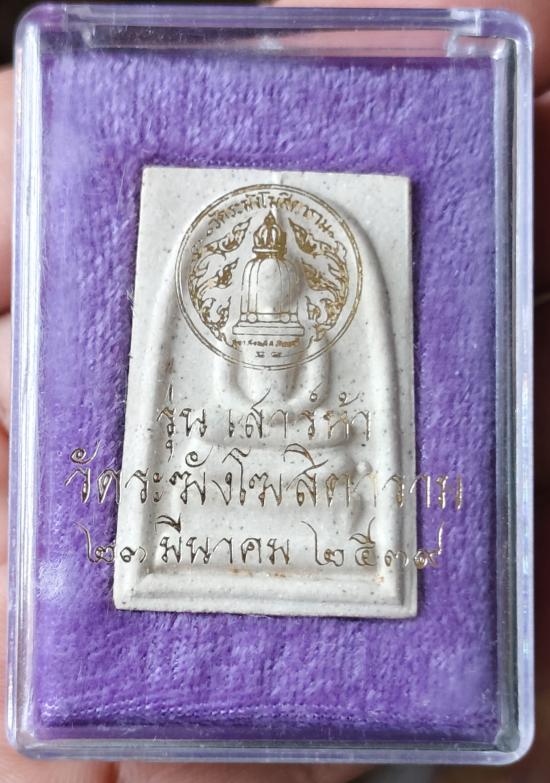 วัดระฆังโฆสิตาราม
รุ่น เสาร์ห้า
วัดระฆังโฆสิตาราม
๒๓ มีนาคม ๒๕๓๙